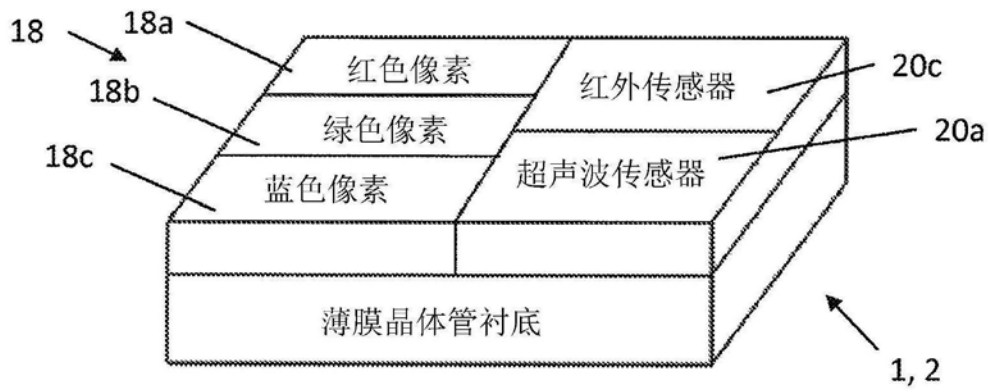 18
18a
红色像素
红外传感器
20c
18b
绿色像素
20a
18c
蓝色像素
超声波传感器
薄膜晶体管衬底
1, 2